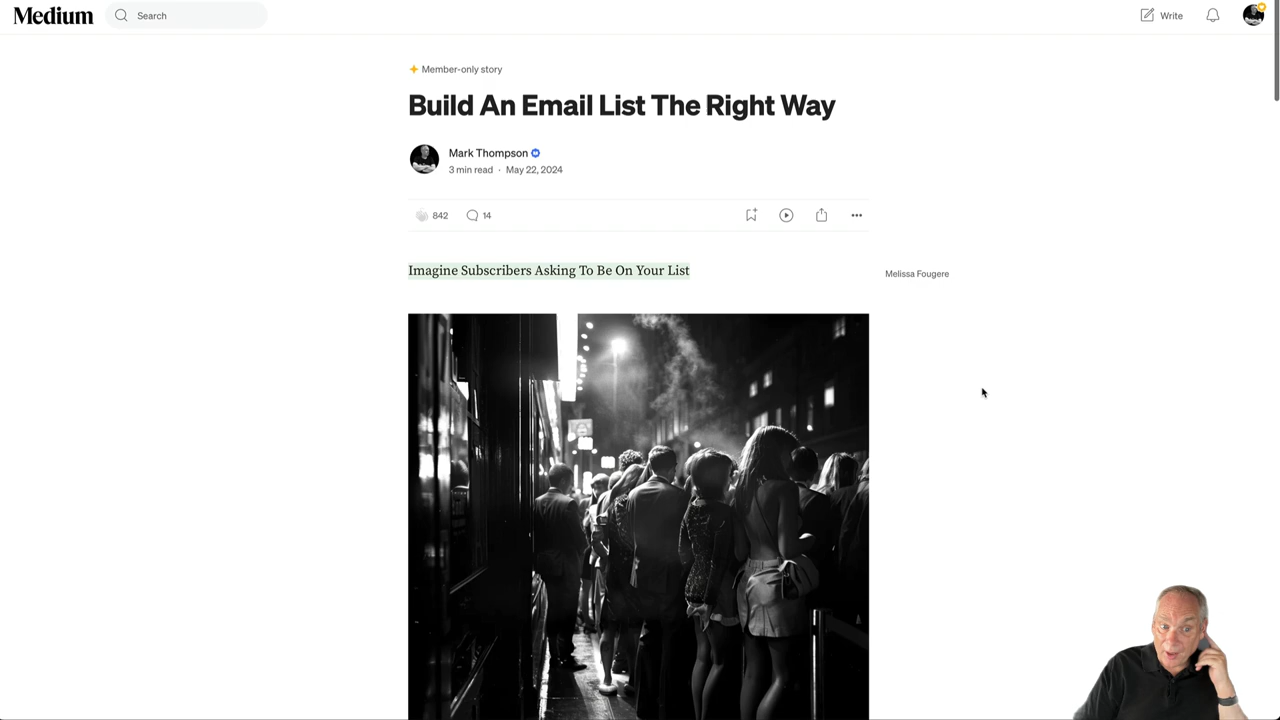 Medium
Search
Write
Member-only story
Build An Email List The Right Way
Mark Thompson
3 min read · May 22, 2024
842
14
Imagine Subscribers Asking To Be On Your List
Melissa Fougere